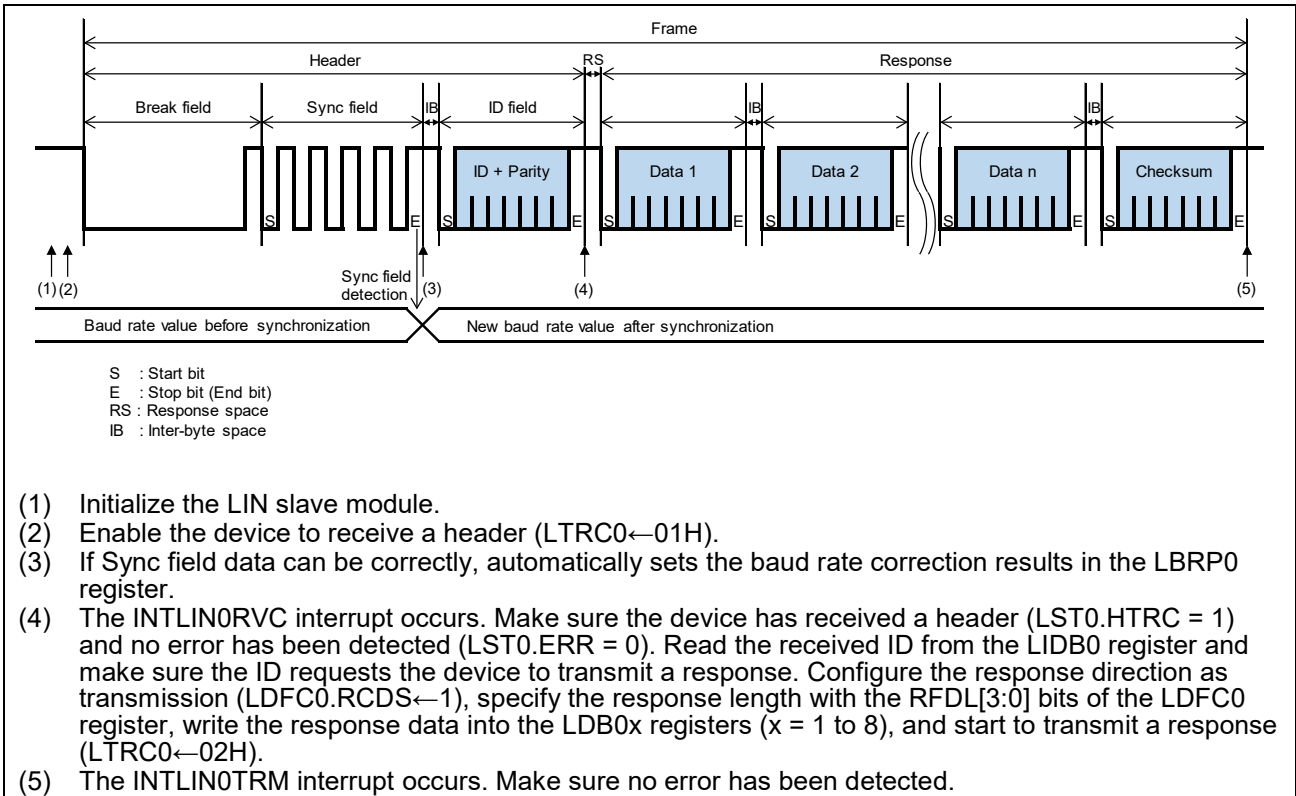 Frame
Header
RS
Response
Break field
Sync field
IB
ID field
IB
IB
ID + Parity
Data 1
Data 2
Data n
Checksum
S
E
S
E
S
E
S
E
S
E
S
E
(1)
(2)
Sync field
detection
(3)
(4)
(5)
Baud rate value before synchronization
New baud rate value after synchronization
S : Start bit
E : Stop bit (End bit)
RS : Response space
IB : Inter-byte space
(1) Initialize the LIN slave module.
(2) Enable the device to receive a header (LTRC0←01H).
(3) If Sync field data can be correctly, automatically sets the baud rate correction results in the LBRP0
register.
(4) The INTLIN0RVC interrupt occurs. Make sure the device has received a header (LST0.HTRC = 1)
and no error has been detected (LST0.ERR = 0). Read the received ID from the LIDB0 register and
make sure the ID requests the device to transmit a response. Configure the response direction as
transmission (LDFC0.RCDS←1), specify the response length with the RFDL[3:0] bits of the LDFC0
register, write the response data into the LDB0x registers (x = 1 to 8), and start to transmit a response
(LTRC0←02H).
(5) The INTLIN0TRM interrupt occurs. Make sure no error has been detected.